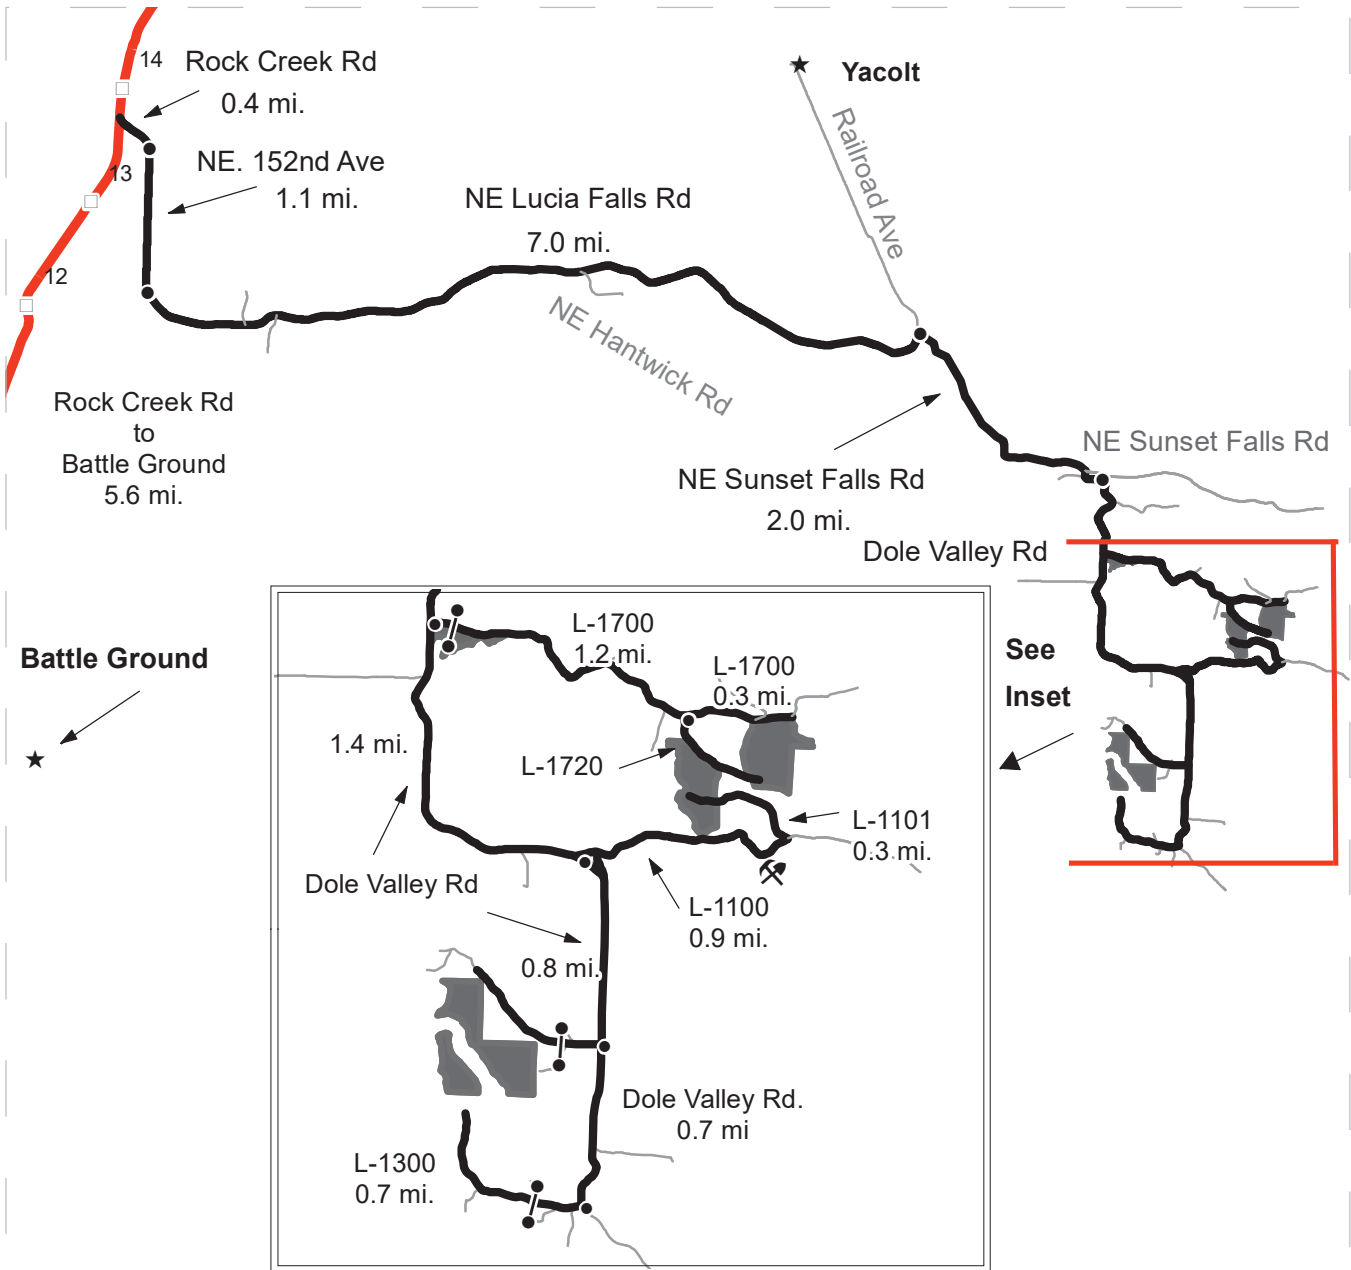 14
Rock Creek Rd
0.4 mi.
Yacolt
Railroad Ave
13
NE. 152nd Ave
1.1 mi.
NE Lucia Falls Rd
7.0 mi.
12
NE Hantwick Rd
Rock Creek Rd
to
Battle Ground
5.6 mi.
NE Sunset Falls Rd
NE Sunset Falls Rd
2.0 mi.
Dole Valley Rd
Battle Ground
See
Inset
L-1700
1.2 mi.
L-1700
0.3 mi.
1.4 mi.
L-1720
L-1101
0.3 mi.
Dole Valley Rd
L-1100
0.9 mi.
0.8 mi.
Dole Valley Rd.
0.7 mi
L-1300
0.7 mi.